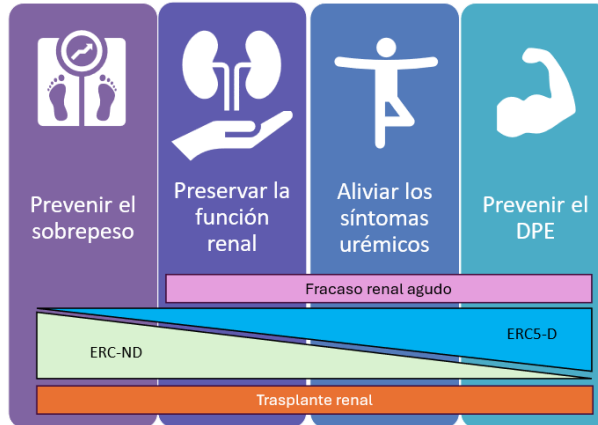 Prevenir el
sobrepeso
Preservar la
función
renal
Aliviar los
síntomas
urémicos
Prevenir el
DPE
Fracaso renal agudo
ERC5-D
ERC-ND
Trasplante renal